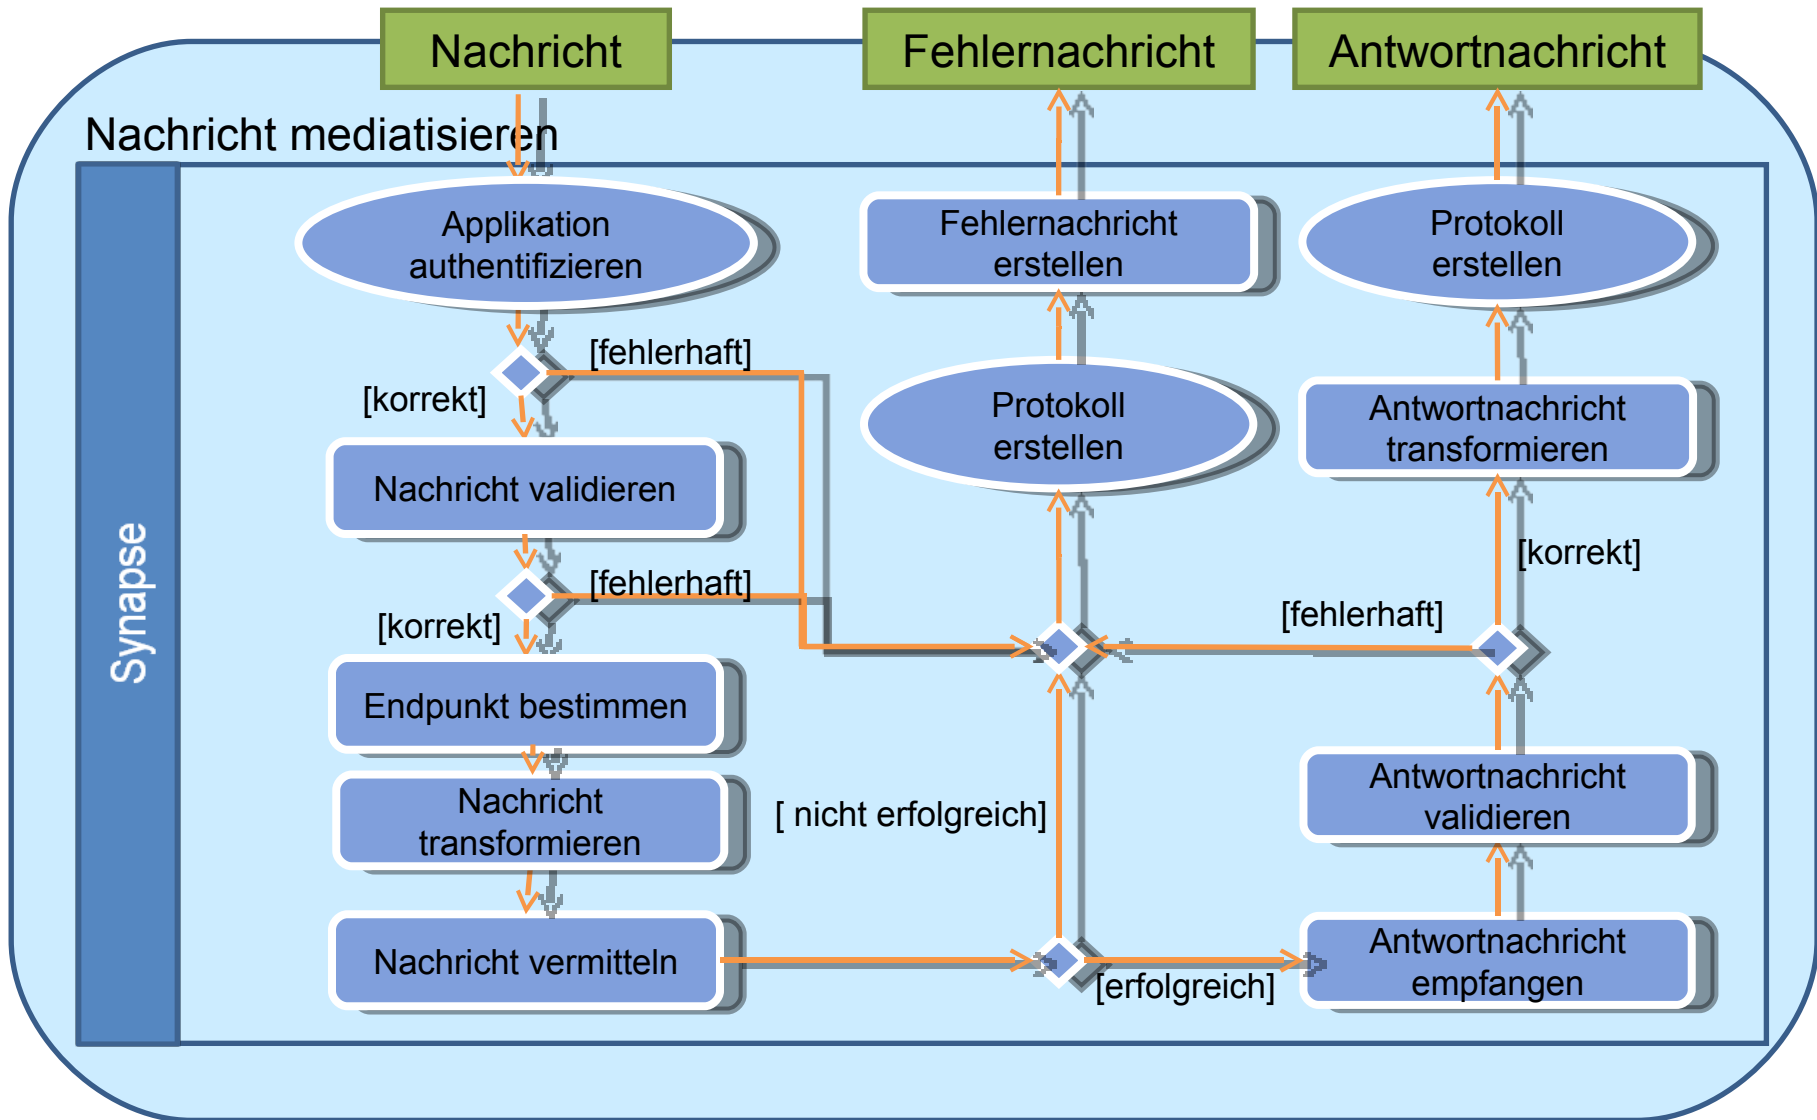 Nachricht
Fehlernachricht
Antwortnachricht
Nachricht mediatisieren
Synapse
Applikation
authentifizieren
[fehlerhaft]
[korrekt]
Nachricht validieren
[fehlerhaft]
[korrekt]
Endpunkt bestimmen
Nachricht
transformieren
Nachricht vermitteln
Fehlernachricht
erstellen
Protokoll
erstellen
[ nicht erfolgreich]
[erfolgreich]
Protokoll
erstellen
Antwortnachricht
transformieren
[korrekt]
[fehlerhaft]
Antwortnachricht
validieren
Antwortnachricht
empfangen